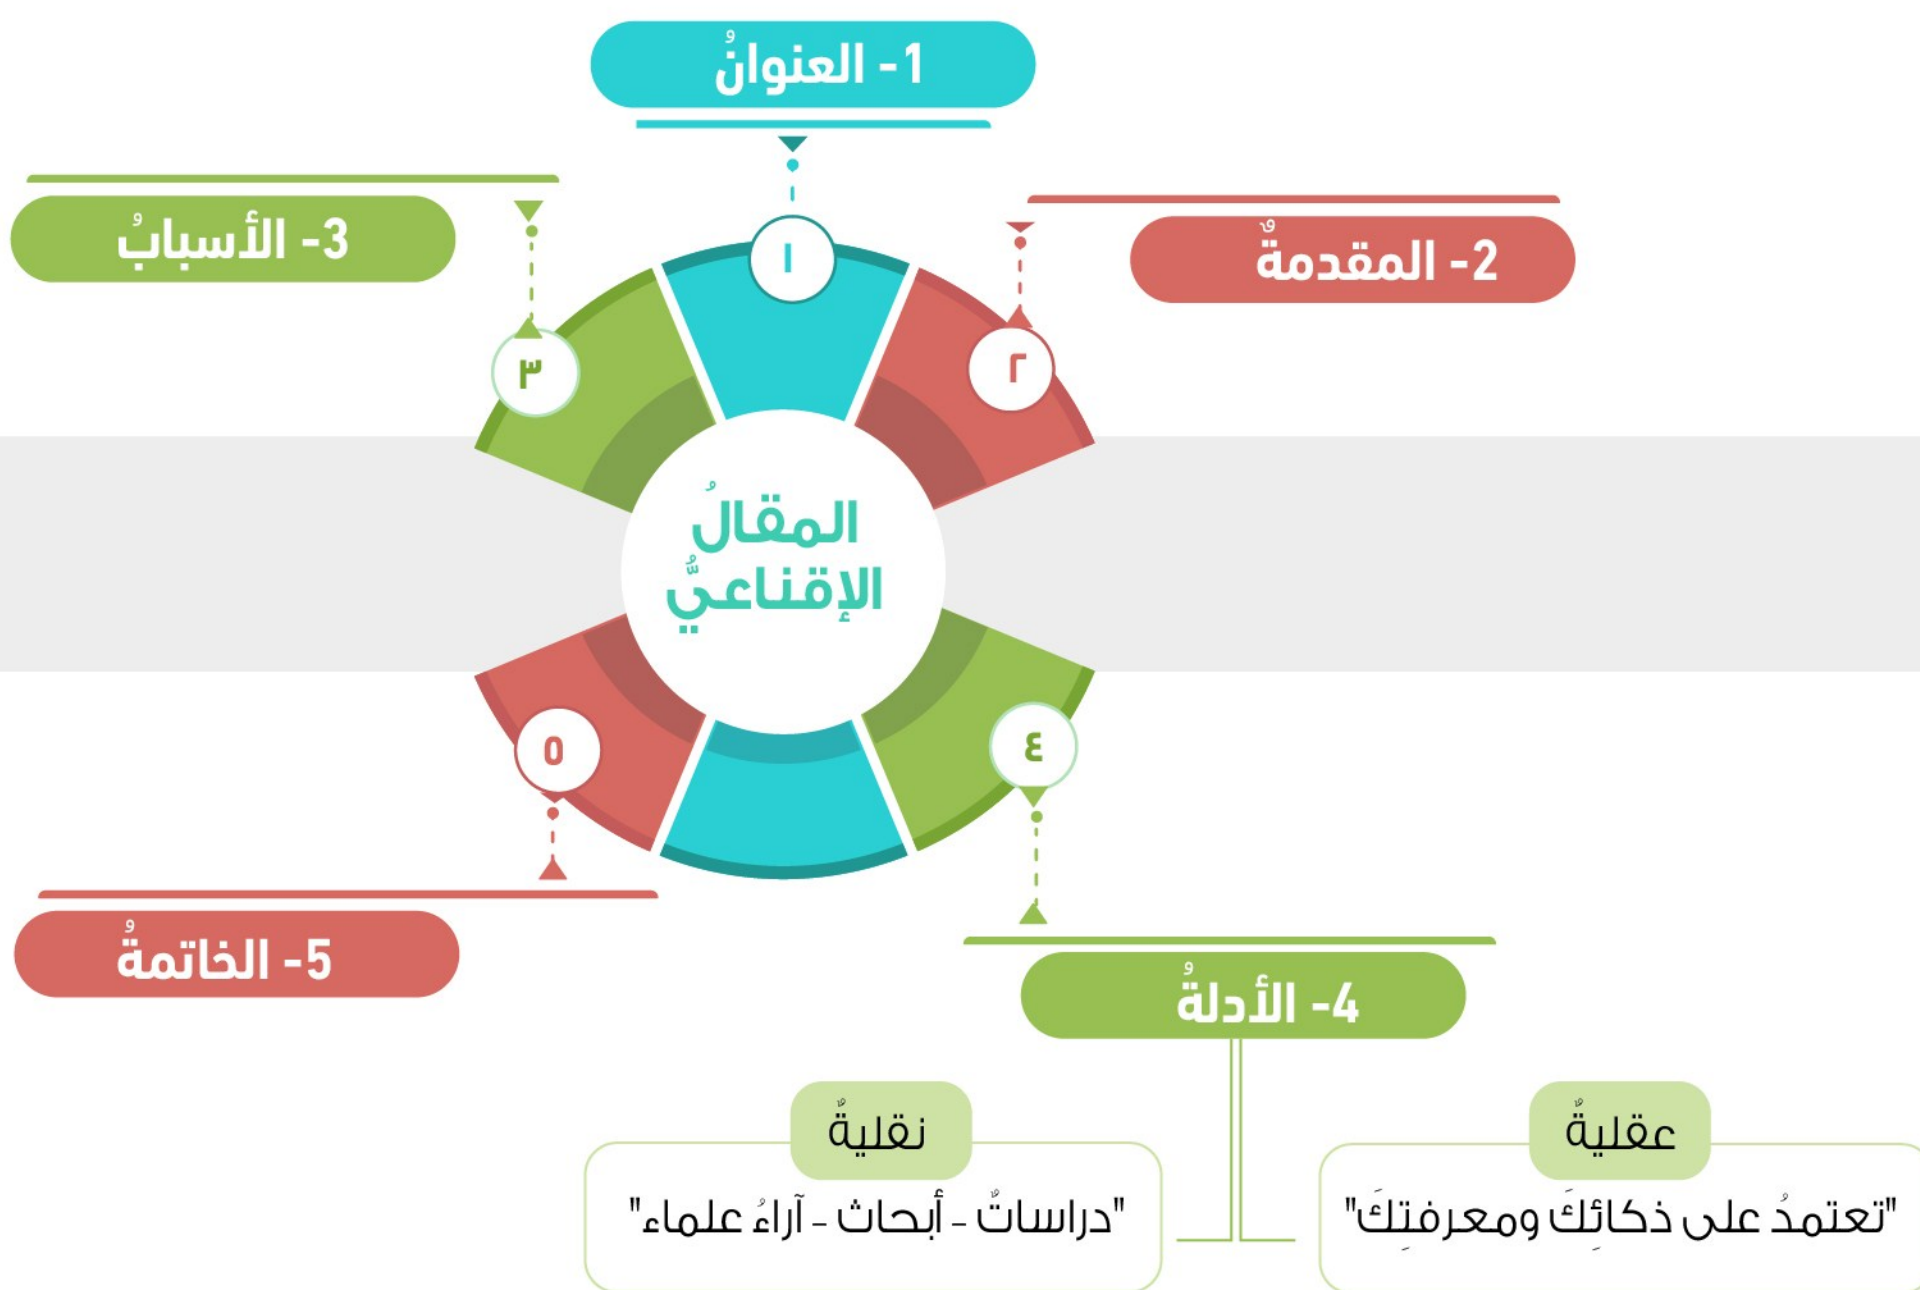 1- العنوانُ
2- المقدمةُ
3- الأسبابُ
١
٢
٣
المقالُ
الإقناعيُّ
٤
٥
4- الأدلةُ
5- الخاتمةُ
عقليةٌ
"تعتمدُ على ذكائِكَ ومعرفتِكَ"
نقليةٌ
"دراساتٌ - أبحاث - آراءُ علماء"